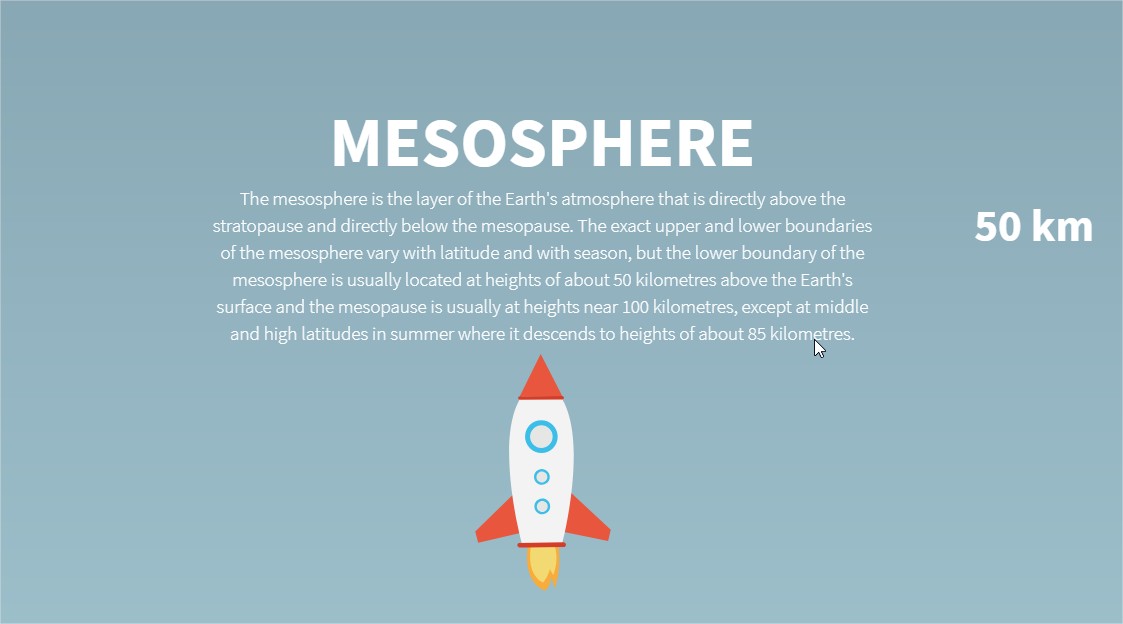 MESOSPHERE
The mesosphere is the layer of the Earth's atmosphere that is directly above the
stratopause and directly below the mesopause. The exact upper and lower boundaries
of the mesosphere vary with latitude and with season, but the lower boundary of the
mesosphere is usually located at heights of about 50 kilometres above the Earth's
surface and the mesopause is usually at heights near 100 kilometres, except at middle
and high latitudes in summer where it descends to heights of about 85 kilometres.
50 km